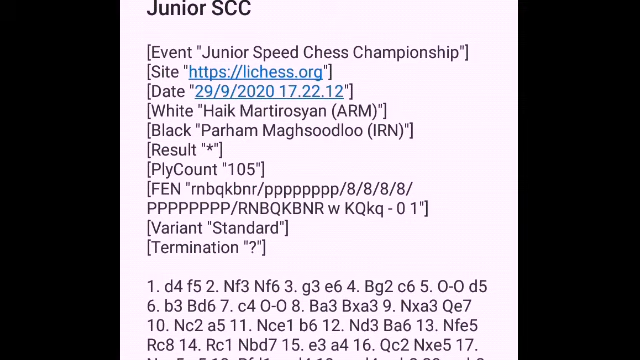 Junior SCC
[Event "Junior Speed Chess Championship"]
[Site "https://lichess.org"]
[Date "29/9/2020 17.22.12"]
[White "Haik Martirosyan (ARM)"]
[Black "Parham Maghsoodloo (IRN)"]
[Result "*"]
[PlyCount "105"]
[FEN "rnbqkbnr/pppppppp/8/8/8/8/
PPPPPPPP/RNBQKBNR w KQkq - 0 1"]
[Variant "Standard"]
[Termination "?"]
1. d4 f5 2. Nf3 Nf6 3. g3 e6 4. Bg2 c6 5. O-O d5
6. b3 Bd6 7. c4 O-O 8. Ba3 Bxa3 9. Nxa3 Qe7
10. Nc2 a5 11. Nce1 b6 12. Nd3 Ba6 13. Nfe5
Rc8 14. Rc1 Nbd7 15. e3 a4 16. Qc2 Nxe5 17.